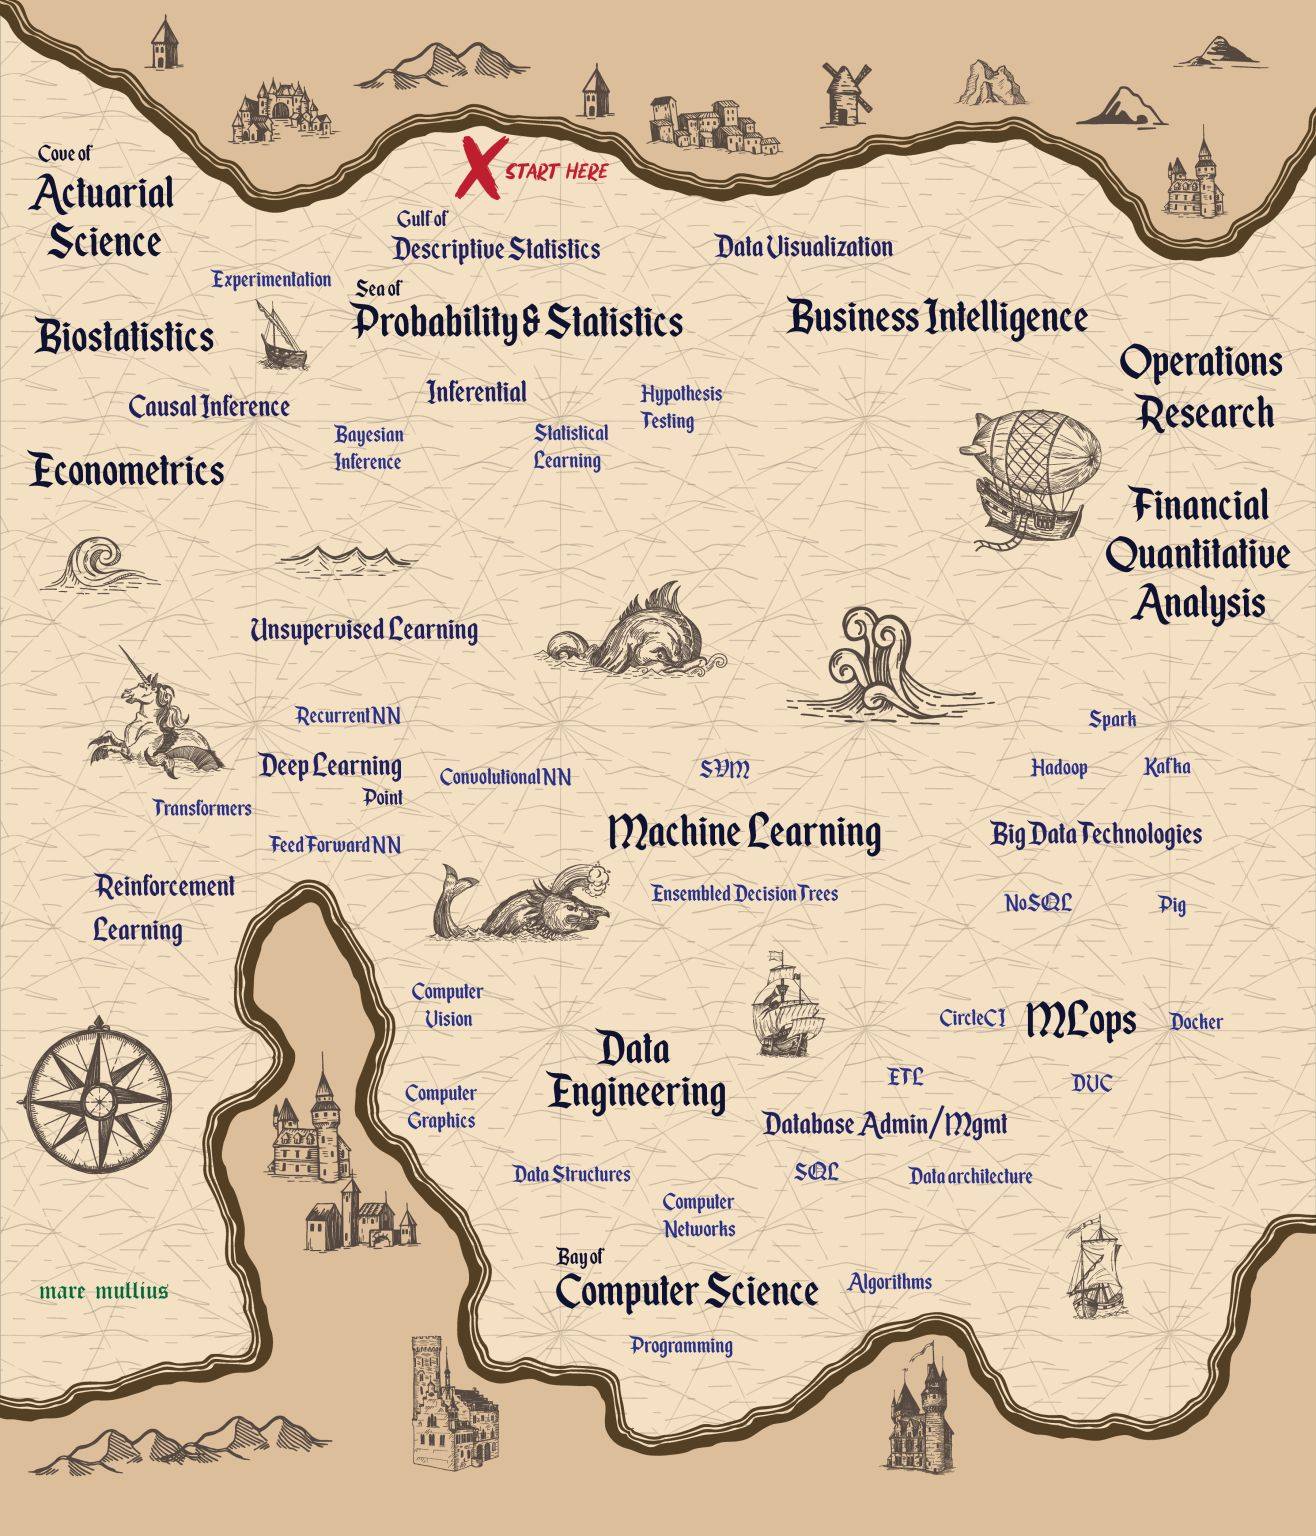 START HERE
Cove of
Actuarial
Science
Gulf of
Descriptive Statistics
Data Visualization
Experimentation
Sea of
Probability & Statistics
Business Intelligence
Biostatistics
Operations
Research
Inferential
Hypothesis
Testing
Causal Inference
Bayesian
Inference
Statistical
Learning
Econometrics
Financial
Quantitative
Analysis
Unsupervised Learning
Recurrent NN
Spark
Deep Learning
Point
Convolutional NN
SVM
Hadoop
Kafka
Transformers
Feed Forward NN
Machine Learning
Big Data Technologies
Reinforcement
Learning
Ensembled Decision Trees
NoSQL
Pig
Computer
Vision
CircleCI
MLops
Docker
Data
Engineering
ETL
DVC
Computer
Graphics
Database Admin/Mgmt
Data Structures
SQL
Data architecture
Computer
Networks
Bay of
Computer Science
Algorithms
mare mullius
Programming